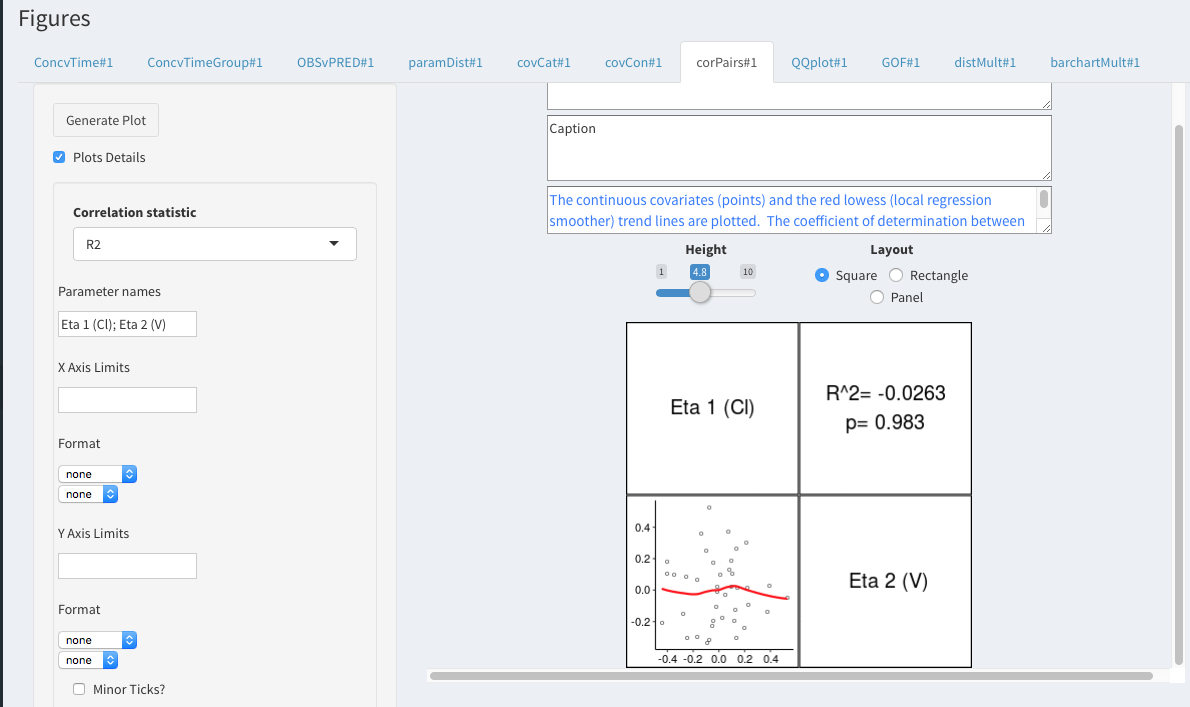 Figures
ConcvTime#1 ConcvTimeGroup#1 OBSvPRED#1 paramDist#1 covCat#1 covCon#1 corPairs#1 QQplot#1 GOF#1 distMult#1 barchartMult#1
Generate Plot
Plots Details
Correlation statistic
R2
Parameter names
Eta 1 (Cl); Eta 2 (V)
X Axis Limits
Format
none
none
Y Axis Limits
Format
none
none
Minor Ticks?
Caption
The continuous covariates (points) and the red lowess (local regression
smoother) trend lines are plotted.  The coefficient of determination between
Height
1 4.8 10
Layout
Square Rectangle
Panel
Eta 1 (Cl)
R^2= -0.0263
p= 0.983
0.4
0.2
0.0
-0.2
-0.4 -0.2 0.0 0.2 0.4
Eta 2 (V)